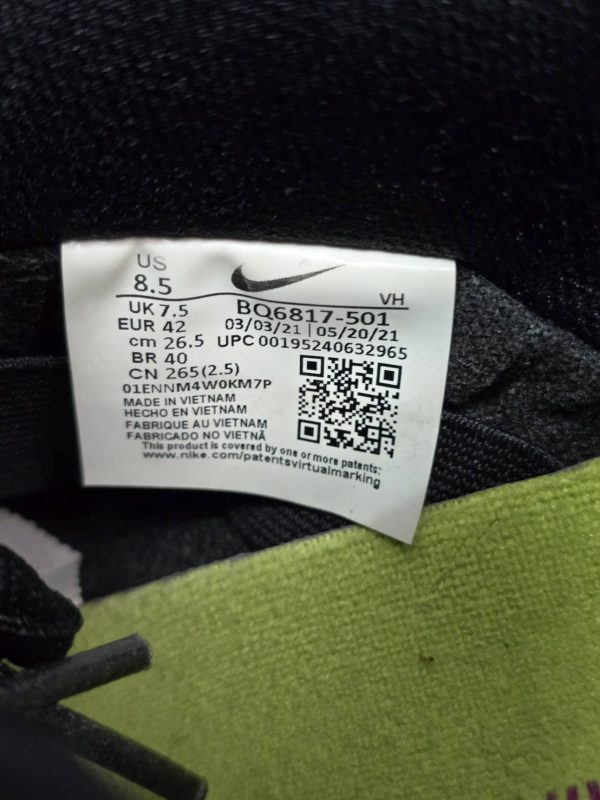 US
8.5
VH
UK 7.5
BQ6817-501
EUR 42
03/03/21 | 05/20/21
cm 26.5
UPC 00195240632965
BR 40
CN 265(2.5)
01ENNM4W0KM7P
MADE IN VIETNAM
HECHO EN VIETNAM
FABRIQUE AU VIETNAM
FABRICADO NO VIETNÃ
This product is covered by one or more patents:
www.nike.com/patentsvirtualmarking